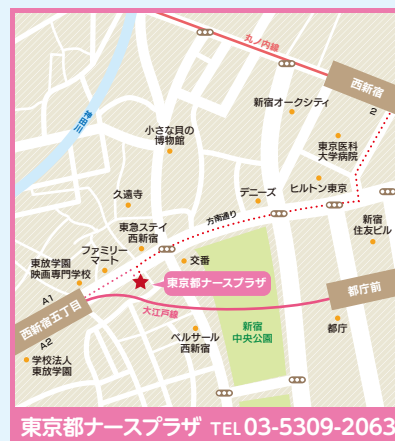 丸ノ内線
西新宿
2
神田川
新宿オークシティ
小さな貝の
博物館
東京医科
大学病院
久遠寺
デニーズ
ヒルトン東京
方南通り
東急ステイ
西新宿
新宿
住友ビル
ファミリー
マート
交番
東放学園
映画専門学校
東京都ナースプラザ
都庁前
A1
西新宿五丁目
A2
大江戸線
新宿
中央公園
都庁
ベルサール
西新宿
学校法人
東放学園
東京都ナースプラザ TEL 03-5309-2063